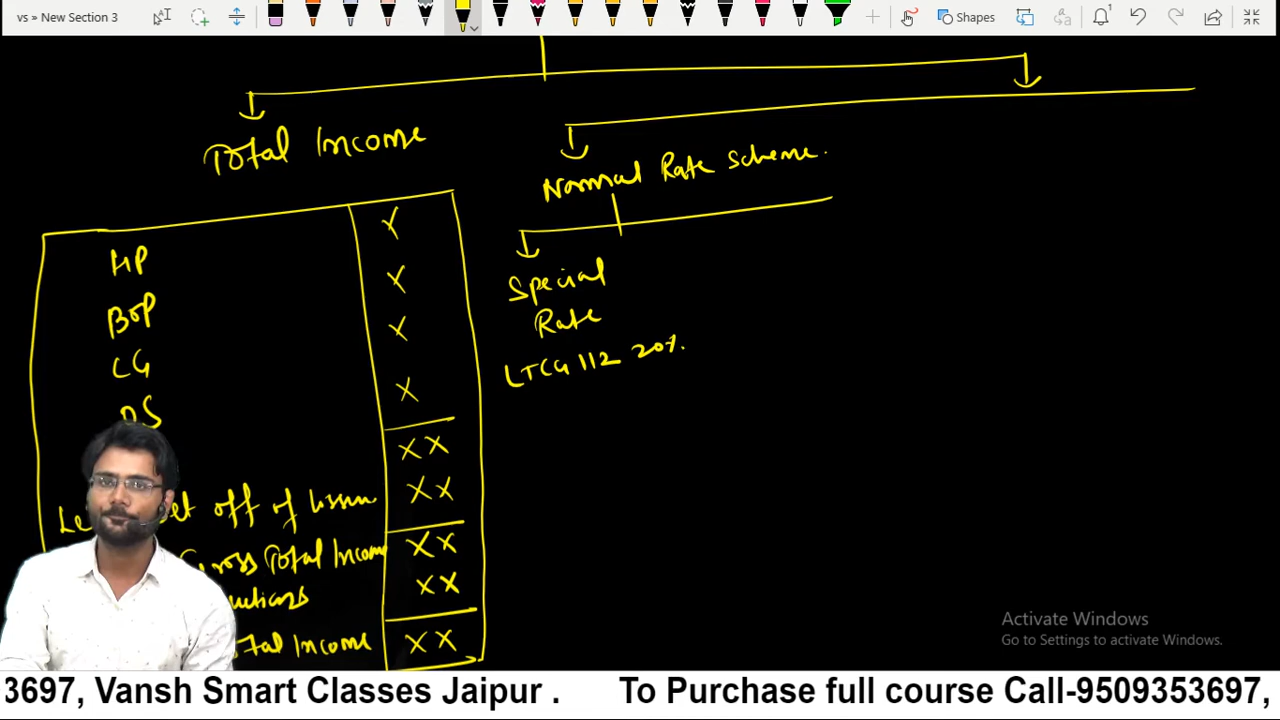 vs » New Section 3
Shapes
Total Income
Normal Rate Scheme.
HP X
BOP X
CG X
OS X
XX
set off of losses XX
Gross Total Income XX
XX
Total Income XX
Special
Rate
LTCG 112 20%.
Activate Windows
Go to Settings to activate Windows.
3697, Vansh Smart Classes Jaipur . To Purchase full course Call-9509353697,